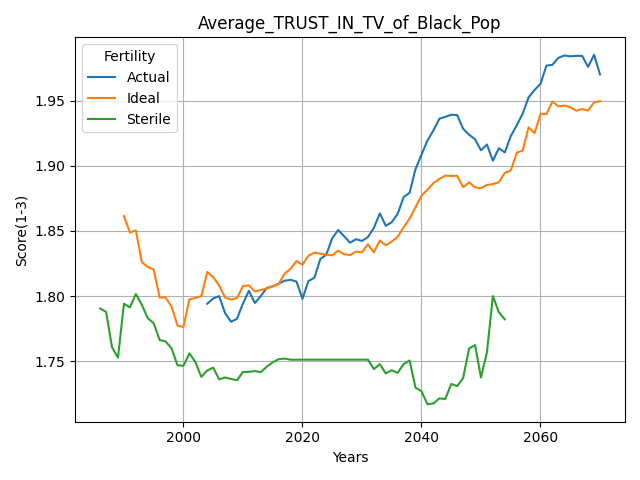 Average_TRUST_IN_TV_of_Black_Pop
Fertility
Actual
Ideal
Sterile
Score(1-3)
1.95
1.90
1.85
1.80
1.75
2000 2020 2040 2060
Years